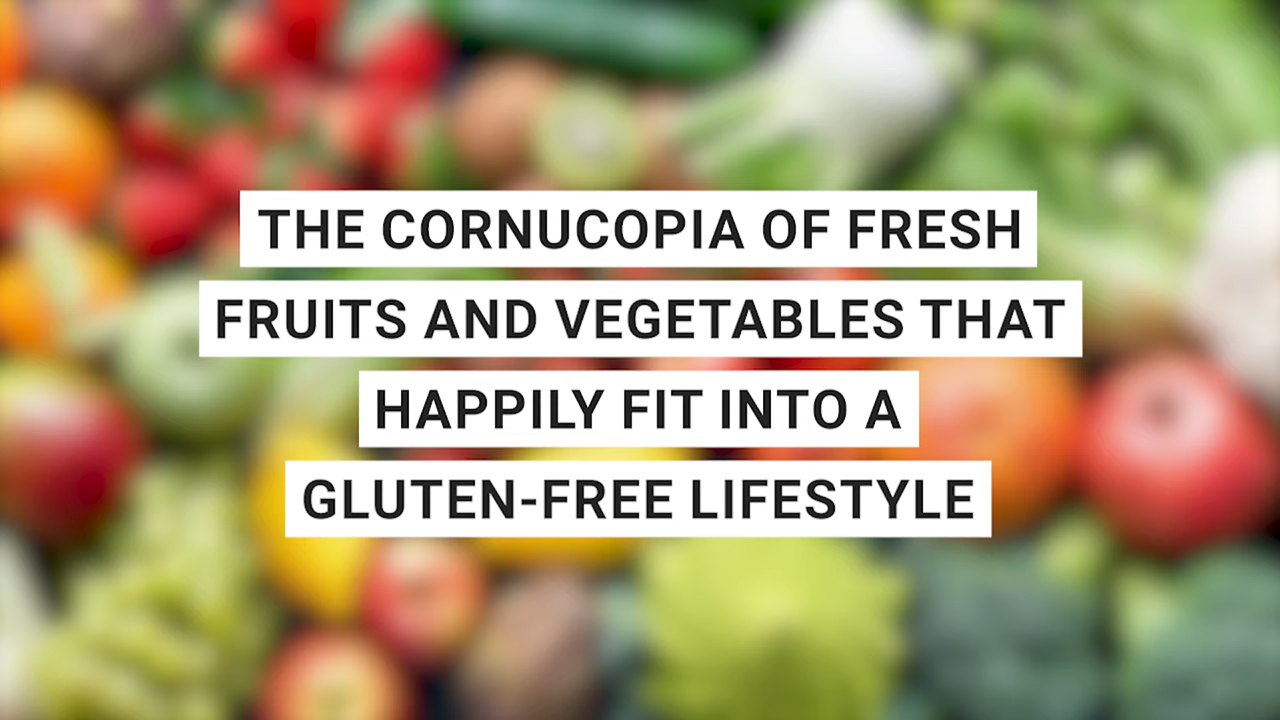 THE CORNUCOPIA OF FRESH
FRUITS AND VEGETABLES THAT
HAPPILY FIT INTO A
GLUTEN-FREE LIFESTYLE